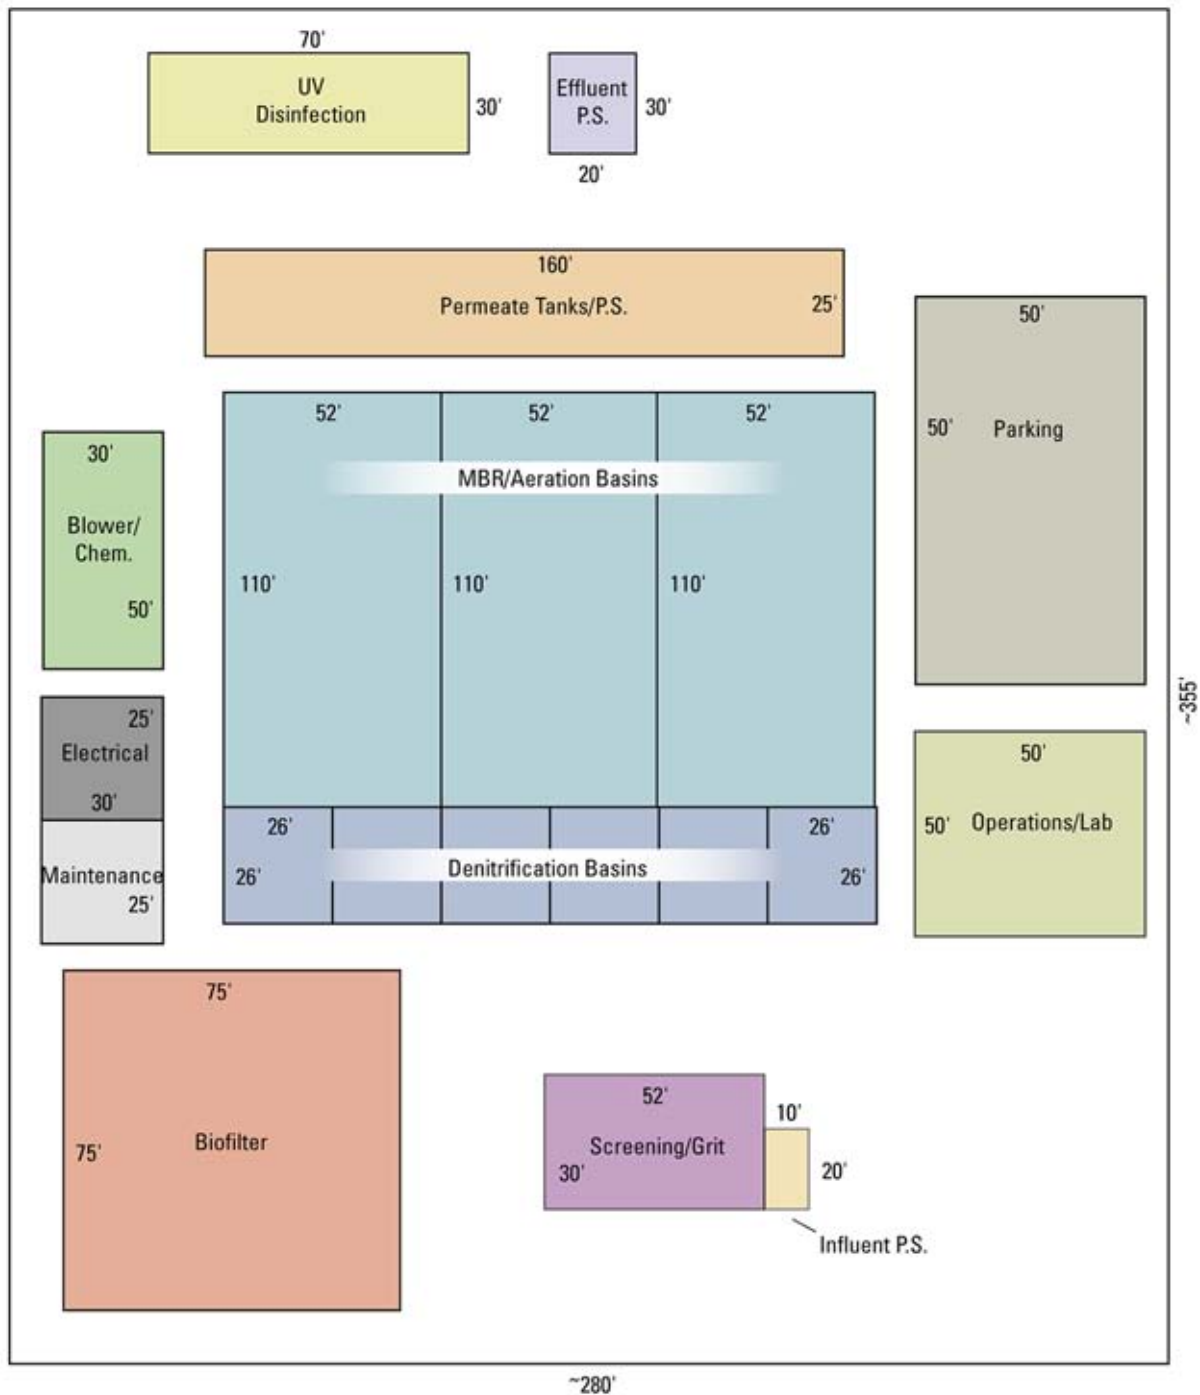 70'
UV
Disinfection
30'
Effluent
P.S.
30'
20'
160'
Permeate Tanks/P.S.
25'
50'
50'
Parking
52'
52'
52'
MBR/Aeration Basins
110'
110'
110'
30'
Blower/
Chem.
50'
25'
Electrical
30'
Maintenance
25'
26'
26'
Denitrification Basins
26'
26'
50'
50'
Operations/Lab
~355'
75'
75'
Biofilter
52'
Screening/Grit
30'
10'
20'
Influent P.S.
~280'